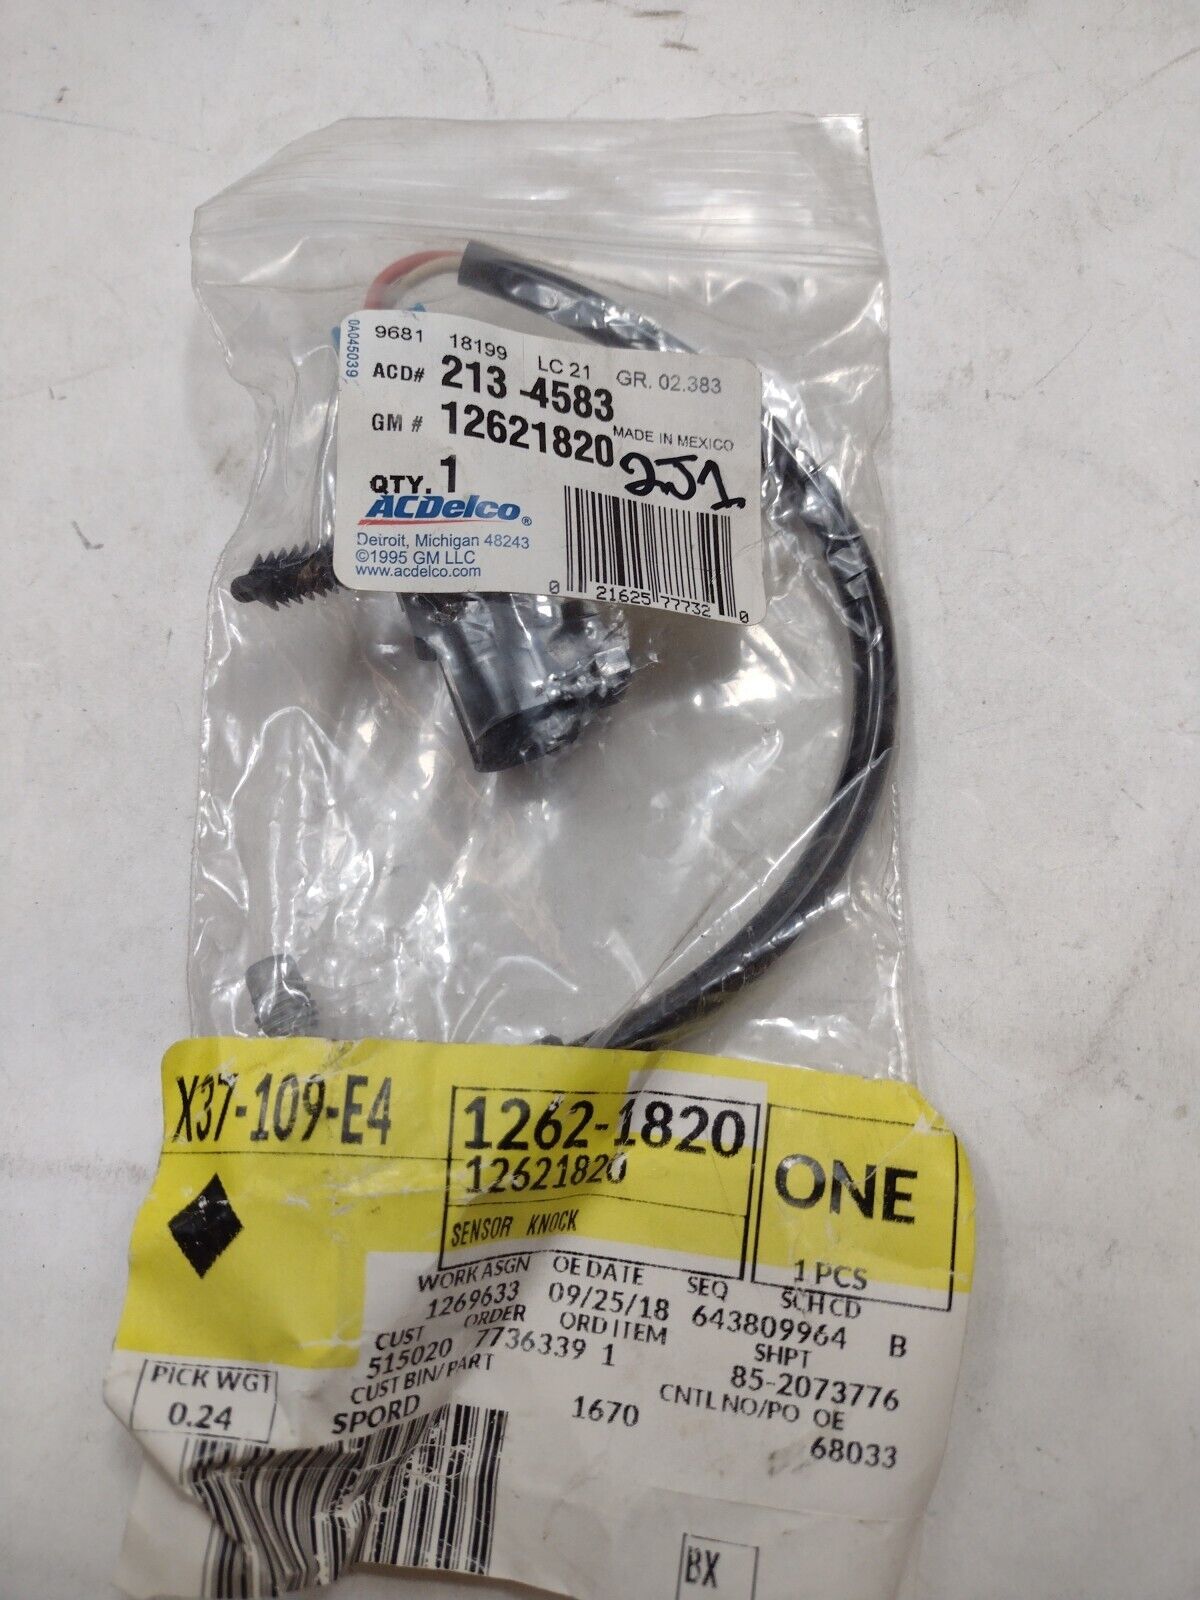 0A045039
9681 18199 LC 21 GR. 02.383
ACD# 213-4583
GM # 12621820 MADE IN MEXICO
QTY. 1 2J1
ACDelco®
Detroit, Michigan 48243
©1995 GM LLC
www.acdelco.com
0 21625 77732 0
X37-109-E4
1262-1820
12621820
SENSOR KNOCK
ONE
1 PCS
WORK ASGN OE DATE SEQ SCH CD
1269633 09/25/18 643809964 B
CUST ORDER ORD ITEM SHPT
515020 7736339 1 85-2073776
CUST BIN/PART CNTL NO/PO OE
SPORD 1670 68033
PICK WGT
0.24
BX